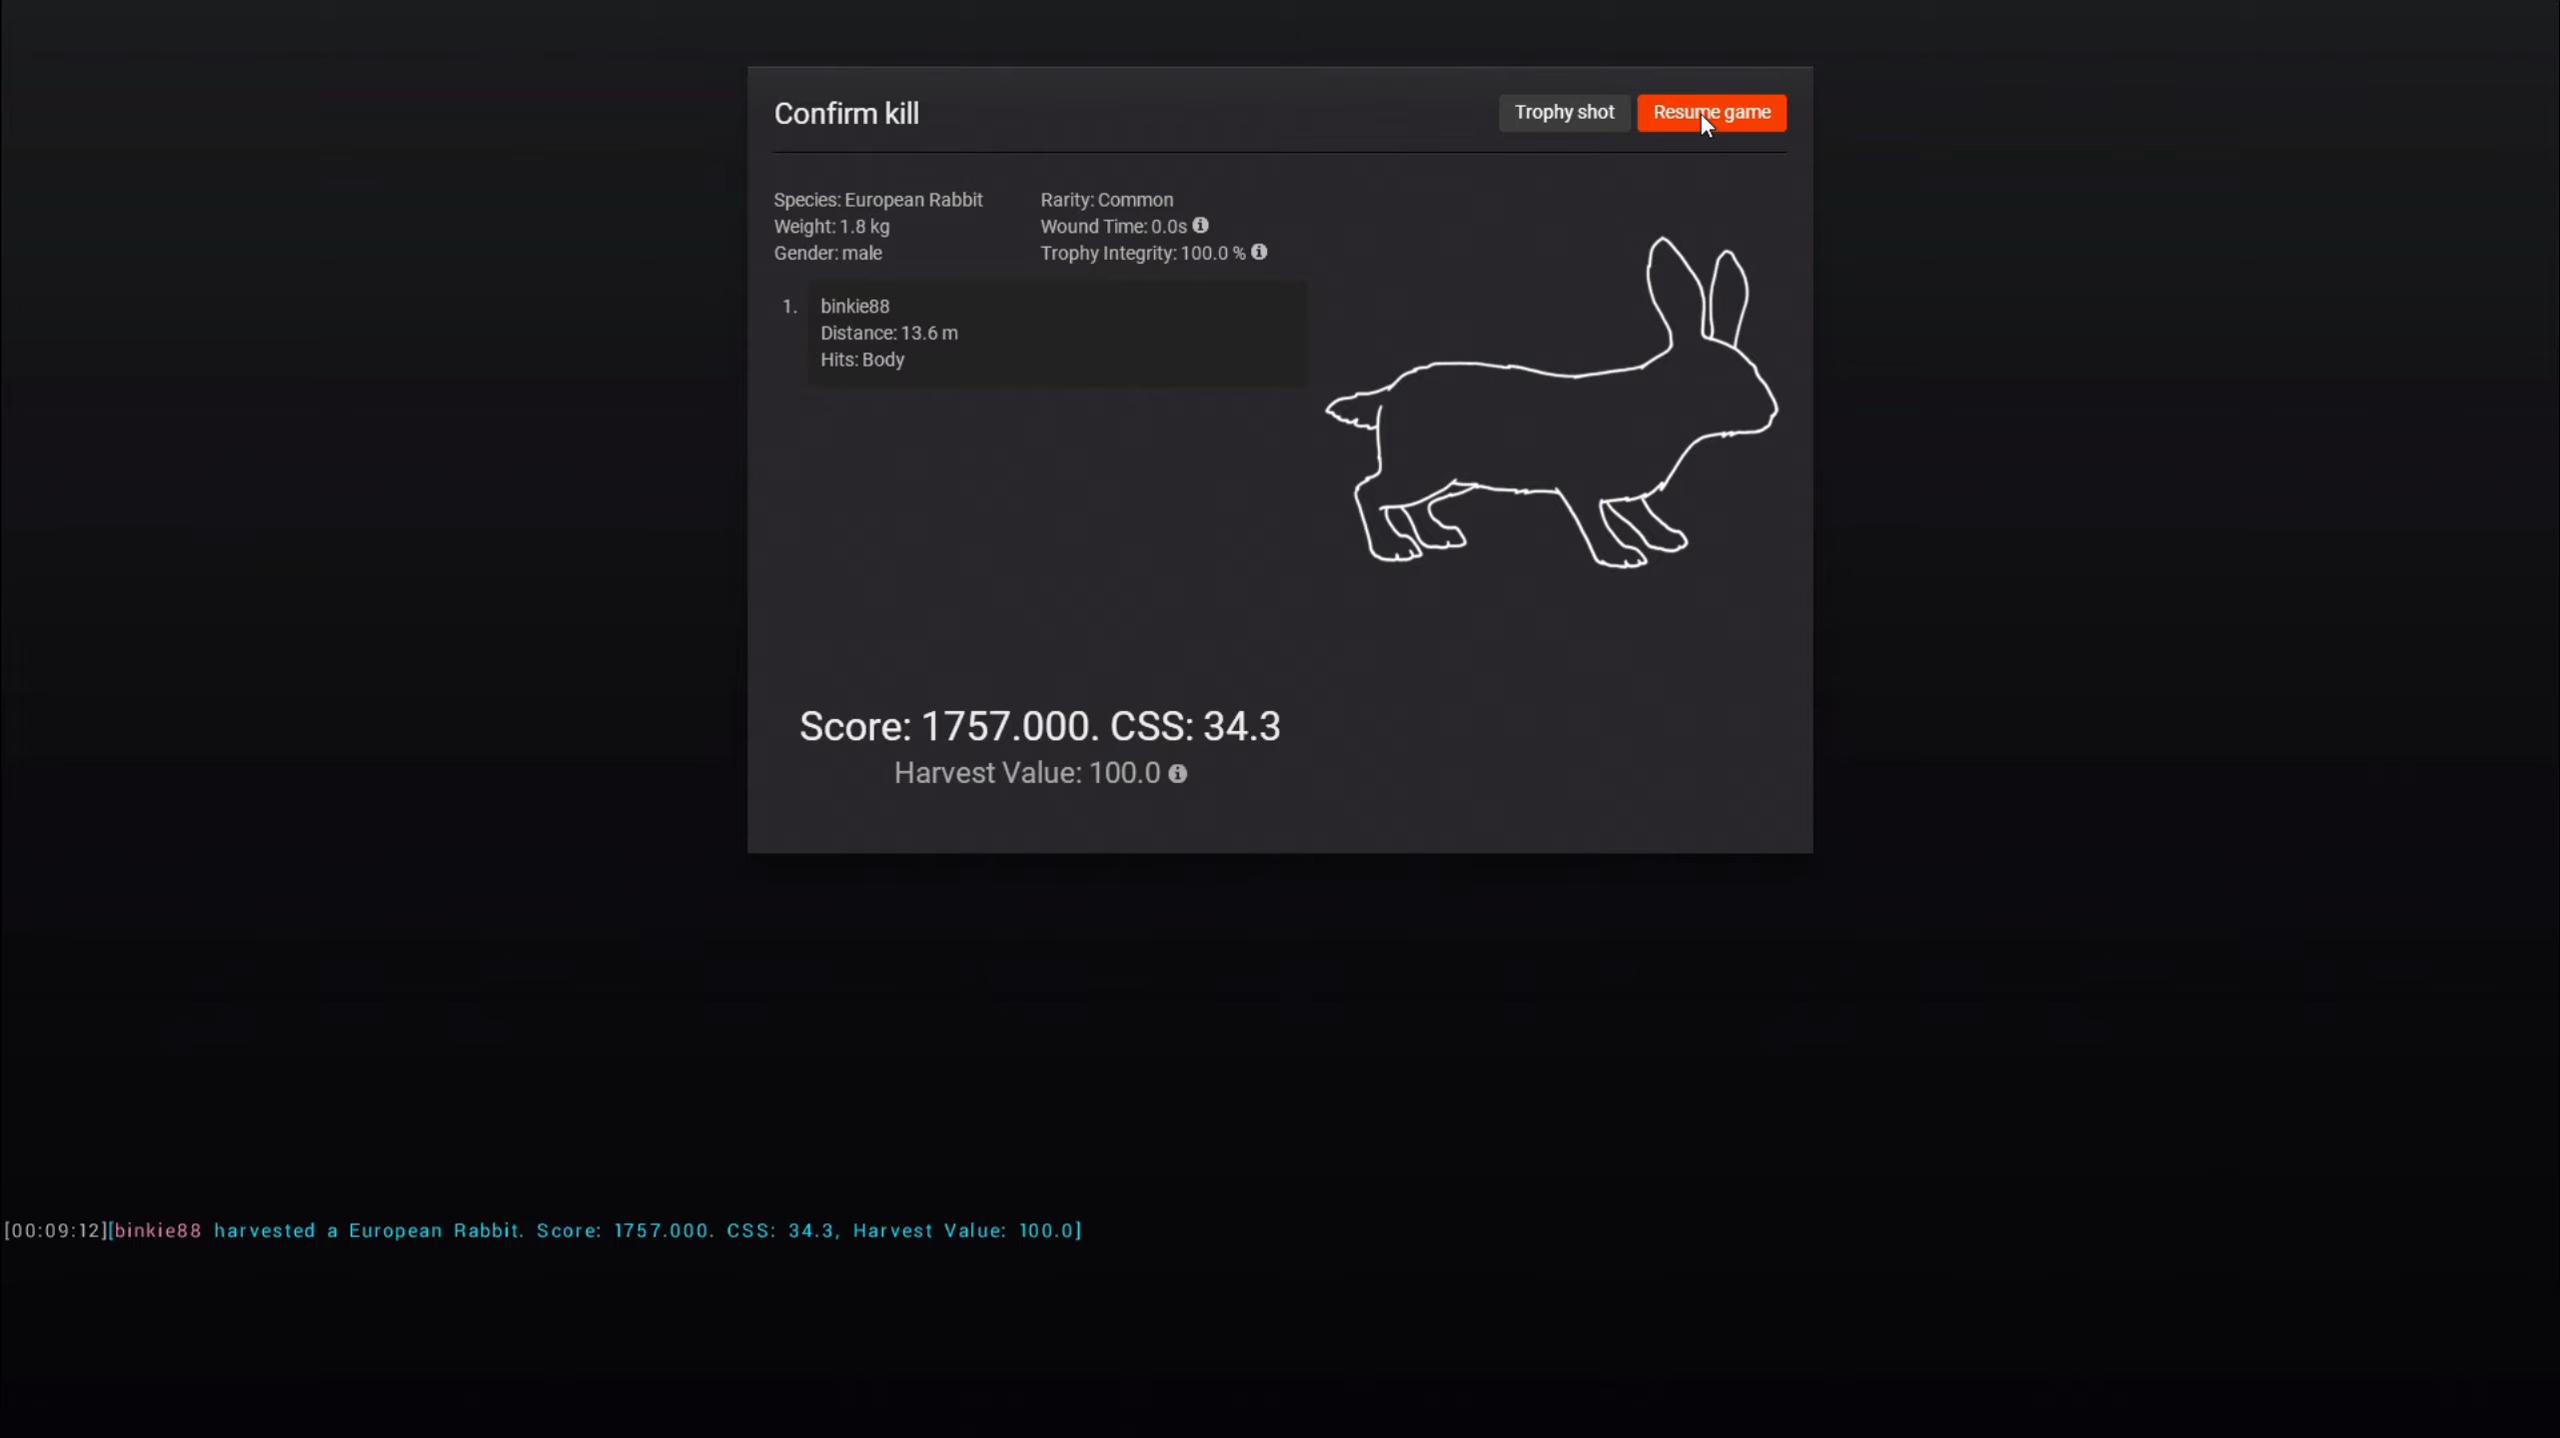 Confirm kill
Trophy shot
Resume game
Species: European Rabbit
Weight: 1.8 kg
Gender: male
Rarity: Common
Wound Time: 0.0s
Trophy Integrity: 100.0 %
1.
binkie88
Distance: 13.6 m
Hits: Body
Score: 1757.000. CSS: 34.3
Harvest Value: 100.0
[00:09:12][binkie88 harvested a European Rabbit. Score: 1757.000. CSS: 34.3, Harvest Value: 100.0]